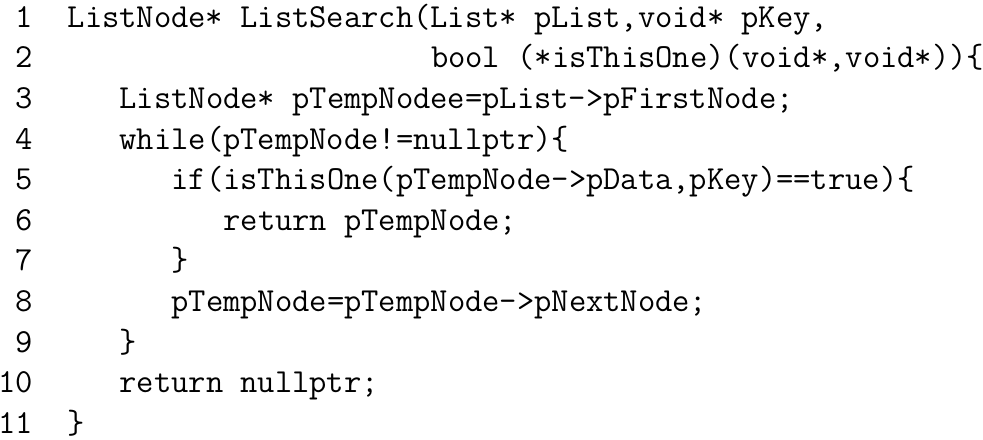 1 ListNode* ListSearch(List* pList,void* pKey,
2 bool (*isThisOne)(void*,void*)){
3 ListNode* pTempNodee=pList->pFirstNode;
4 while(pTempNode!=nullptr){
5 if(isThisOne(pTempNode->pData,pKey)==true){
6 return pTempNode;
7 }
8 pTempNode=pTempNode->pNextNode;
9 }
10 return nullptr;
11 }